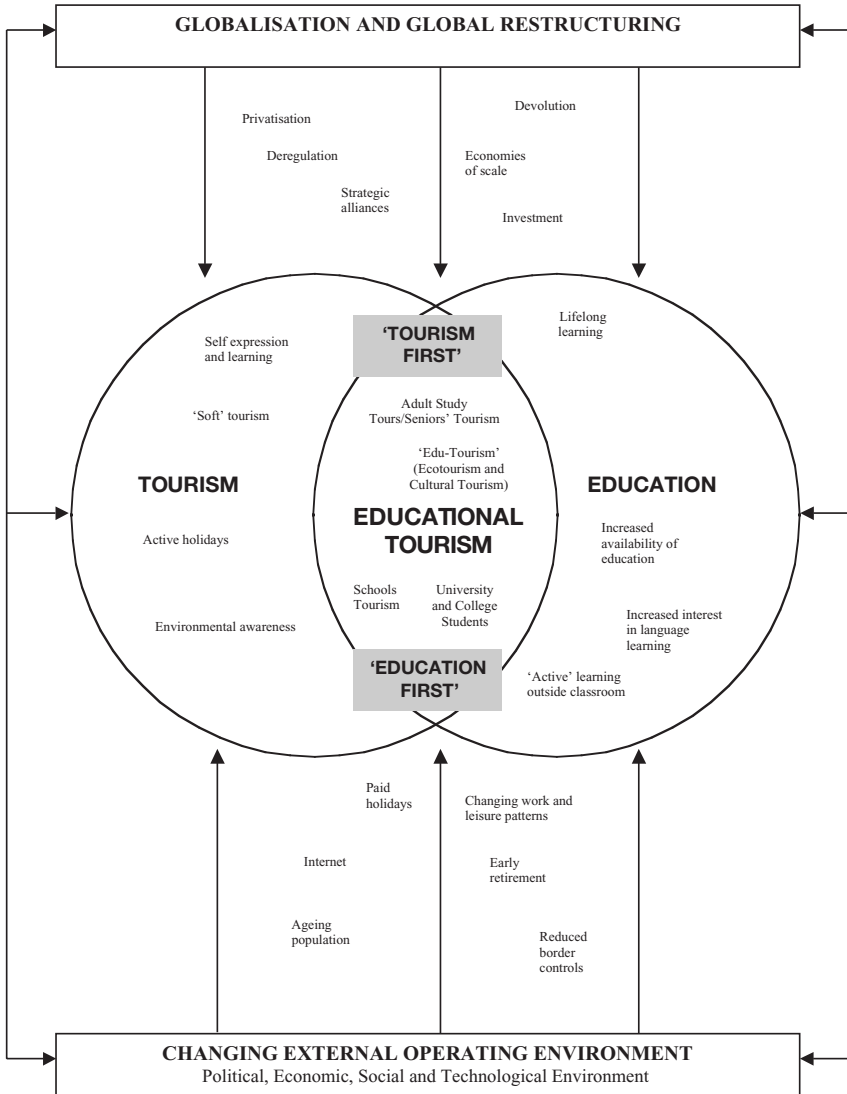 GLOBALISATION AND GLOBAL RESTRUCTURING
Devolution
Privatisation
Deregulation
Economies
of scale
Strategic
alliances
Investment
‘TOURISM
FIRST’
Lifelong
learning
Self expression
and learning
‘Soft’ tourism
Adult Study
Tours/Seniors’ Tourism
‘Edu-Tourism’
(Ecotourism and
Cultural Tourism)
TOURISM
EDUCATIONAL
TOURISM
EDUCATION
Active holidays
Increased
availability of
education
Schools
Tourism
University
and College
Students
Environmental awareness
Increased interest
in language
learning
‘EDUCATION
FIRST’
‘Active’ learning
outside classroom
Paid
holidays
Changing work and
leisure patterns
Internet
Early
retirement
Ageing
population
Reduced
border
controls
CHANGING EXTERNAL OPERATING ENVIRONMENT
Political, Economic, Social and Technological Environment